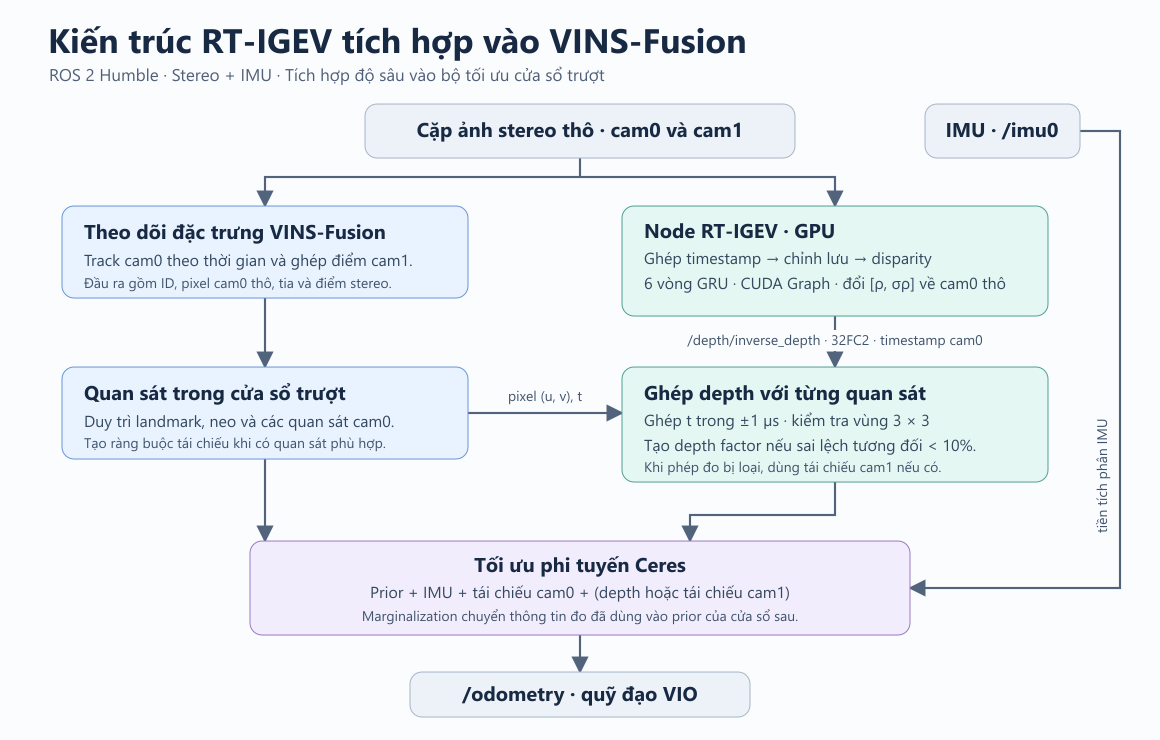 Kiến trúc RT-IGEV tích hợp vào VINS-Fusion
ROS 2 Humble · Stereo + IMU · Tích hợp độ sâu vào bộ tối ưu cửa sổ trượt
Cặp ảnh stereo thô · cam0 và cam1
IMU · /imu0
Theo dõi đặc trưng VINS-Fusion
Track cam0 theo thời gian và ghép điểm cam1.
Đầu ra gồm ID, pixel cam0 thô, tia và điểm stereo.
Node RT-IGEV · GPU
Ghép timestamp → chỉnh lưu → disparity
6 vòng GRU · CUDA Graph · đổi [ρ, σρ] về cam0 thô
/depth/inverse_depth · 32FC2 · timestamp cam0
Quan sát trong cửa sổ trượt
Duy trì landmark, neo và các quan sát cam0.
Tạo ràng buộc tái chiếu khi có quan sát phù hợp.
pixel (u, v), t
Ghép depth với từng quan sát
Ghép t trong ±1 µs · kiểm tra vùng 3 × 3
Tạo depth factor nếu sai lệch tương đối < 10%.
Khi phép đo bị loại, dùng tái chiếu cam1 nếu có.
tiền tích phân IMU
Tối ưu phi tuyến Ceres
Prior + IMU + tái chiếu cam0 + (depth hoặc tái chiếu cam1)
Marginalization chuyển thông tin đo đã dùng vào prior của cửa sổ sau.
/odometry · quỹ đạo VIO